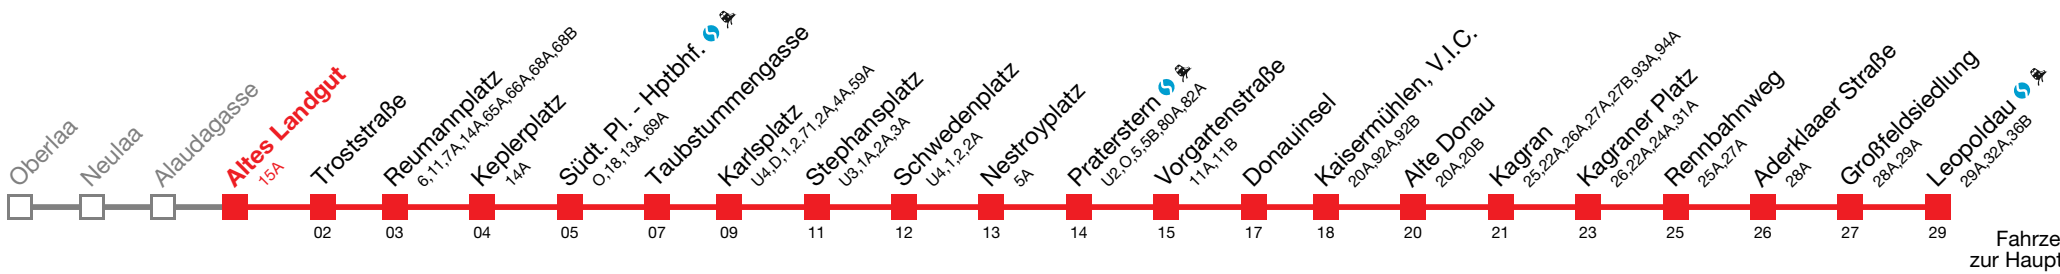 Oberlaa
Neulaa
Alaudagasse
Altes Landgut
15A
Troststraße
02
Reumannplatz
6,11,7A,14A,65A,66A,68A,68B
03
Keplerplatz
14A
04
Südt. Pl. - Hptbhf.
O,18,13A,69A
05
Taubstummengasse
07
Karlsplatz
U4,D,1,2,71,2A,4A,59A
09
Stephansplatz
U3,1A,2A,3A
11
Schwedenplatz
U4,1,2,2A
12
Nestroyplatz
5A
13
Praterstern
U2,O,5,5B,80A,82A
14
Vorgartenstraße
11A,11B
15
Donauinsel
17
Kaisermühlen, V.I.C.
20A,92A,92B
18
Alte Donau
20A,20B
20
Kagran
25,22A,26A,27A,27B,93A,94A
21
Kagraner Platz
26,22A,24A,31A
23
Rennbahnweg
25A,27A
25
Aderklaaer Straße
28A
26
Großfeldsiedlung
28A,29A
27
Leopoldau
29A,32A,36B
29
Fahrze
zur Haupt